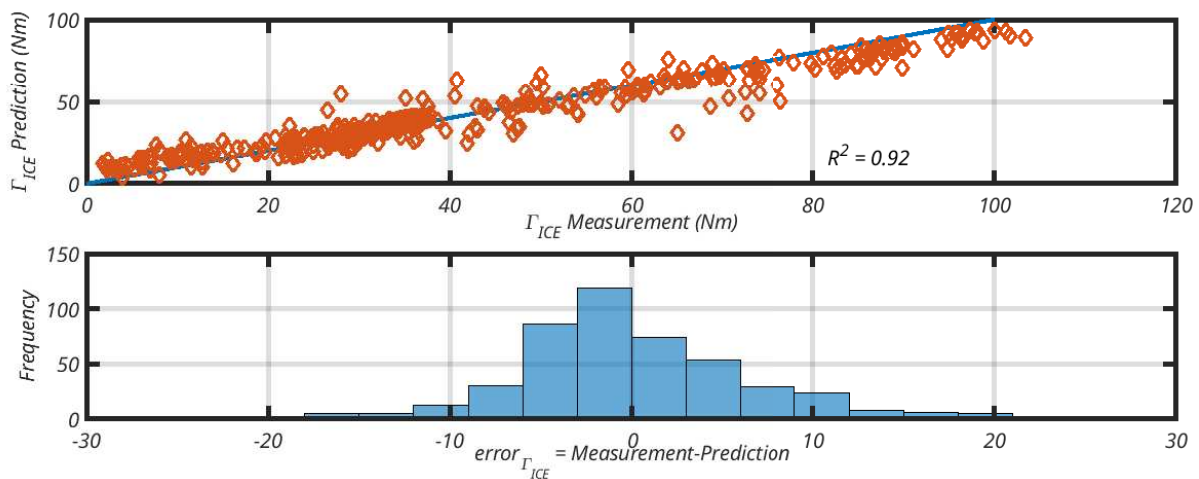 100
50
0
Γ_ICE Prediction (Nm)
R² = 0.92
0 20 40 60 80 100 120
Γ_ICE Measurement (Nm)
150
100
50
0
Frequency
-30 -20 -10 0 10 20 30
error_Γ_ICE = Measurement-Prediction